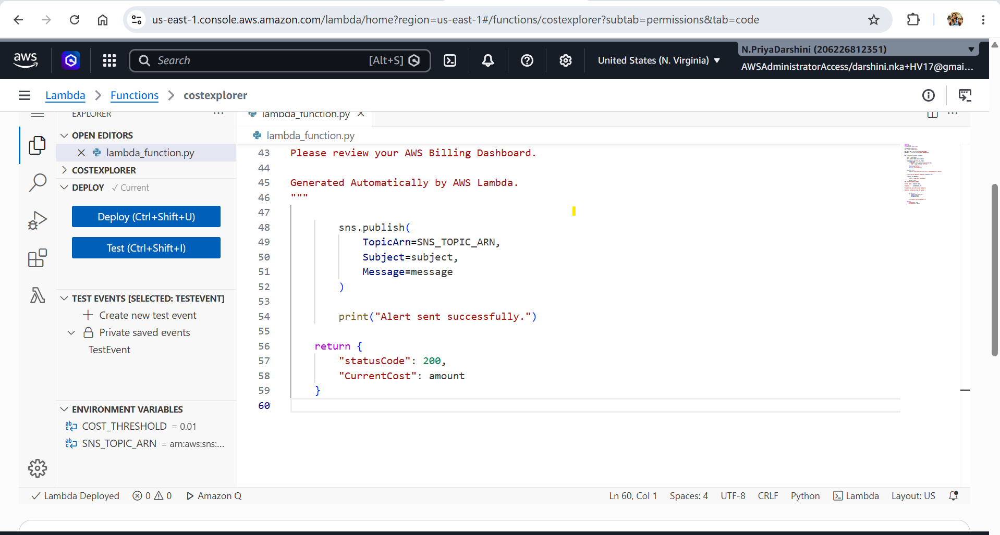 us-east-1.console.aws.amazon.com/lambda/home?region=us-east-1#/functions/costexplorer?subtab=permissions&tab=code
aws
Search
[Alt+S]
United States (N. Virginia) ▼
N.PriyaDarshini (206226812351)
AWSAdministratorAccess/darshini.nka+HV17@gmai...
Lambda > Functions > costexplorer
EXPLORER
...
OPEN EDITORS
lambda_function.py
COSTEXPLORER
DEPLOY ✓ Current
Deploy (Ctrl+Shift+U)
Test (Ctrl+Shift+I)
TEST EVENTS [SELECTED: TESTEVENT]
Create new test event
Private saved events
TestEvent
ENVIRONMENT VARIABLES
COST_THRESHOLD = 0.01
SNS_TOPIC_ARN = arn:aws:sns:...
lambda_function.py
lambda_function.py
43 Please review your AWS Billing Dashboard.
44
45 Generated Automatically by AWS Lambda.
46 """
47
48 sns.publish(
49 TopicArn=SNS_TOPIC_ARN,
50 Subject=subject,
51 Message=message
52 )
53
54 print("Alert sent successfully.")
55
56 return {
57 "statusCode": 200,
58 "CurrentCost": amount
59 }
60
Lambda Deployed
0 0
Amazon Q
Ln 60, Col 1
Spaces: 4
UTF-8
CRLF
Python
Lambda
Layout: US